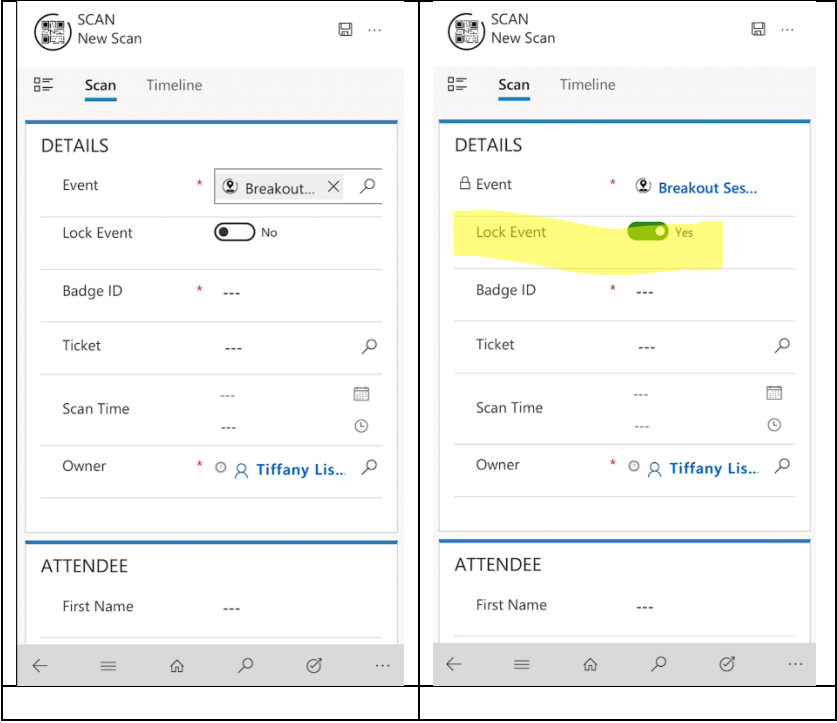 SCAN
New Scan
...
Scan Timeline
DETAILS
Event * Breakout...
Lock Event No
Badge ID * ---
Ticket ---
Scan Time ---
---
Owner * Tiffany Lis...
ATTENDEE
First Name ---
...
SCAN
New Scan
...
Scan Timeline
DETAILS
Event * Breakout Ses...
Lock Event Yes
Badge ID * ---
Ticket ---
Scan Time ---
---
Owner * Tiffany Lis...
ATTENDEE
First Name ---
...